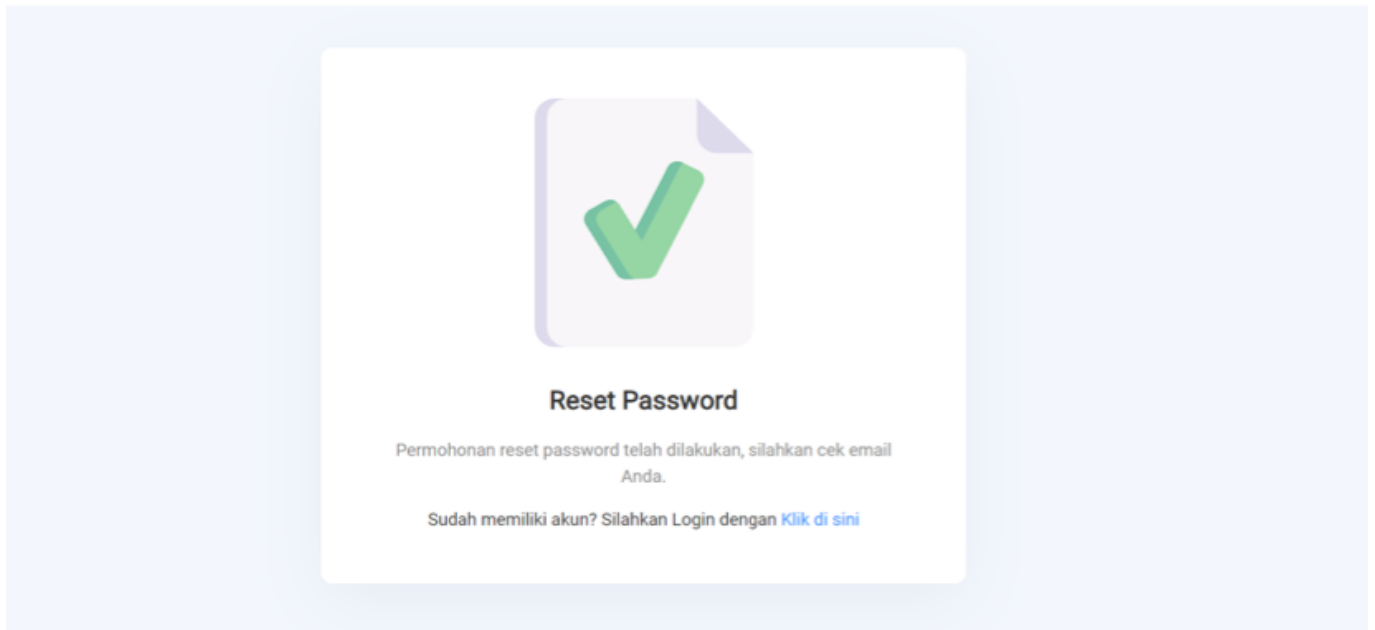 Reset Password
Permohonan reset password telah dilakukan, silahkan cek email
Anda.
Sudah memiliki akun? Silahkan Login dengan Klik di sini